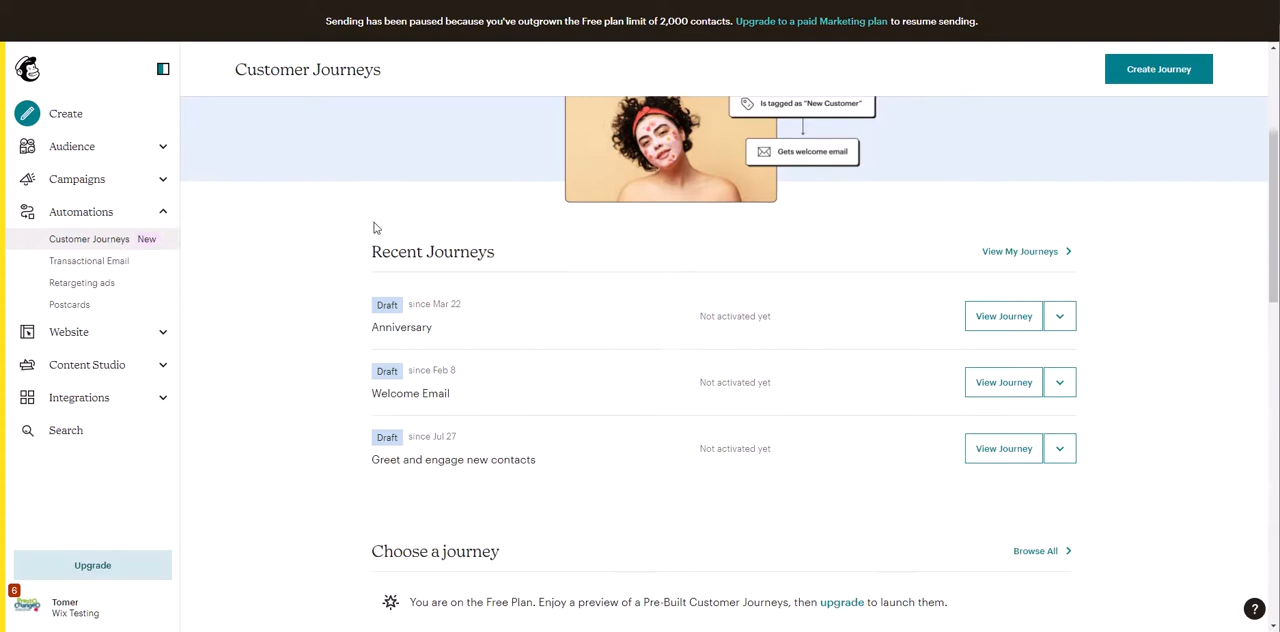 Sending has been paused because you've outgrown the Free plan limit of 2,000 contacts. Upgrade to a paid Marketing plan to resume sending.
Customer Journeys
Create Journey
Create
Audience
Campaigns
Automations
Customer Journeys New
Transactional Email
Retargeting ads
Postcards
Website
Content Studio
Integrations
Search
Upgrade
6
Tomer
Wix Testing
Is tagged as "New Customer"
Gets welcome email
Recent Journeys
View My Journeys
Draft since Mar 22
Anniversary
Not activated yet
View Journey
Draft since Feb 8
Welcome Email
Not activated yet
View Journey
Draft since Jul 27
Greet and engage new contacts
Not activated yet
View Journey
Choose a journey
Browse All
You are on the Free Plan. Enjoy a preview of a Pre-Built Customer Journeys, then upgrade to launch them.
?